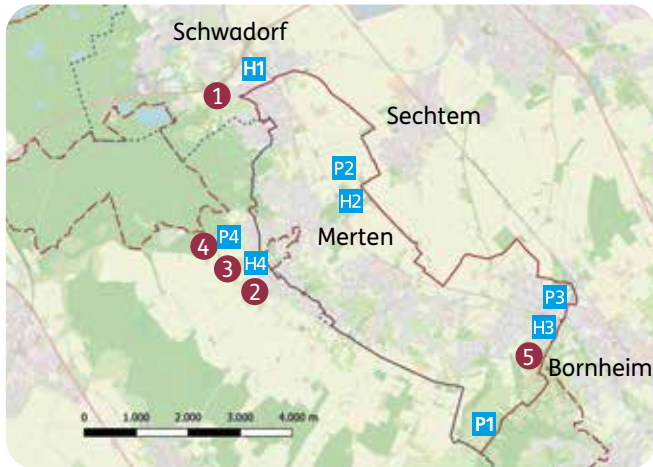 Schwadorf
H1
1
Sechtem
P2
H2
Merten
P4
4
3
H4
2
P3
H3
5
Bornheim
P1
0 1.000 2.000 3.000 4.000 m